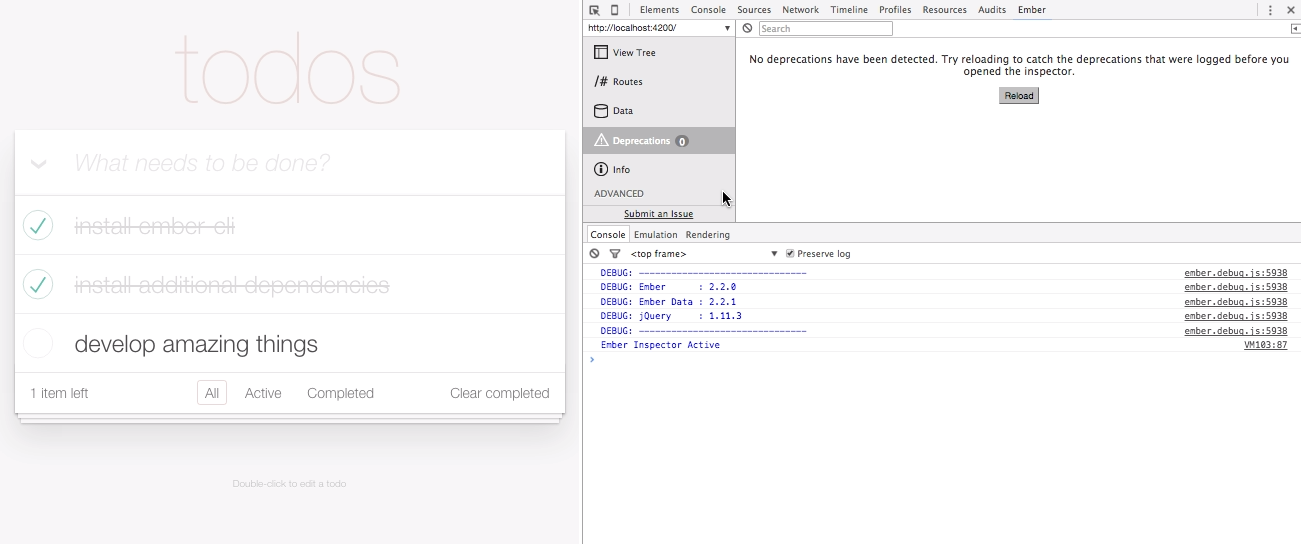 todos
What needs to be done?
install ember-cli
install additional dependencies
develop amazing things
1 item left All Active Completed Clear completed
Double-click to edit a todo
Elements Console Sources Network Timeline Profiles Resources Audits Ember
http://localhost:4200/
Search
View Tree
/# Routes
Data
Deprecations 0
Info
ADVANCED
Submit an Issue
No deprecations have been detected. Try reloading to catch the deprecations that were logged before you
opened the inspector.
Reload
Console Emulation Rendering
<top frame> Preserve log
DEBUG: ------------------------------- ember.debug.js:5938
DEBUG: Ember : 2.2.0 ember.debug.js:5938
DEBUG: Ember Data : 2.2.1 ember.debug.js:5938
DEBUG: jQuery : 1.11.3 ember.debug.js:5938
DEBUG: ------------------------------- ember.debug.js:5938
Ember Inspector Active VM103:87
>